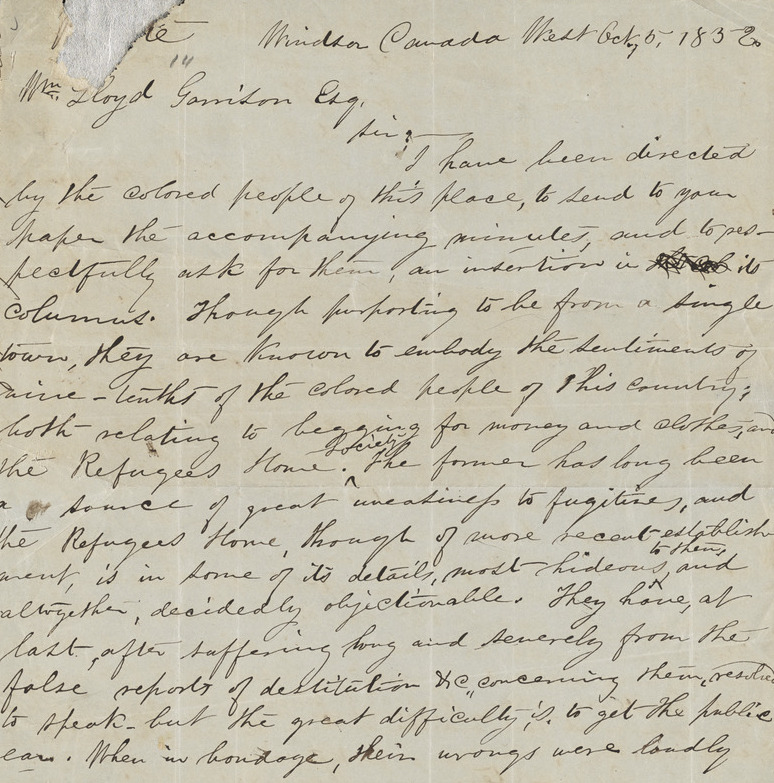 Windsor Canada West Oct, 5, 1852.
14
Wm. Lloyd Garrison Esq.
Sir;
I have been directed
by the colored people of this place, to send to your
paper the accompanying minutes, and to res-
pectfully ask for them, an insertion in its
columns. Though purporting to be from a single
town, they are known to embody the sentiments of
nine-tenths of the colored people of this country;
both relating to begging for money and clothes, and
the Refugees Home Society. The former has long been
a source of great uneasiness to fugitives, and
the Refugees Home, though of more recent establish
ment, is in some of its details, most hideous to them, and
altogether, decidedly objectionable. They have, at
last, after suffering long and severely from the
false reports of destitution &c, concerning them, resolved
to speak - but the great difficulty is, to get the public
ear. When in bondage, their wrongs were loudly